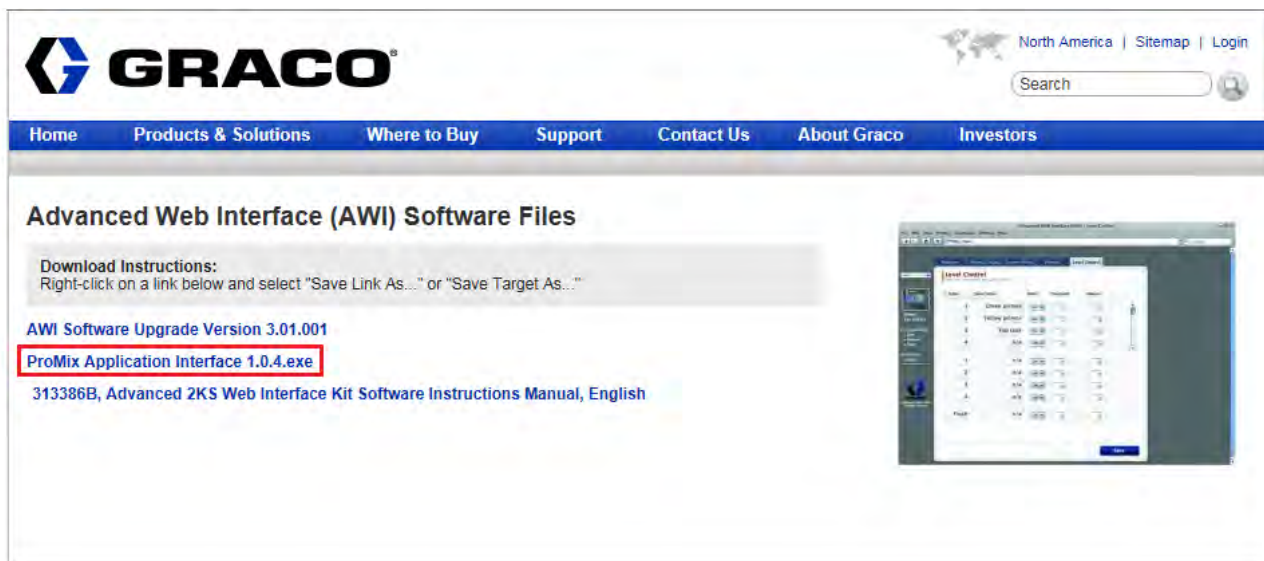 GRACO
North America | Sitemap | Login
Search
Home Products & Solutions Where to Buy Support Contact Us About Graco Investors
Advanced Web Interface (AWI) Software Files
Download Instructions:
Right-click on a link below and select "Save Link As..." or "Save Target As..."
AWI Software Upgrade Version 3.01.001
ProMix Application Interface 1.0.4.exe
313386B, Advanced 2KS Web Interface Kit Software Instructions Manual, English
Level Control